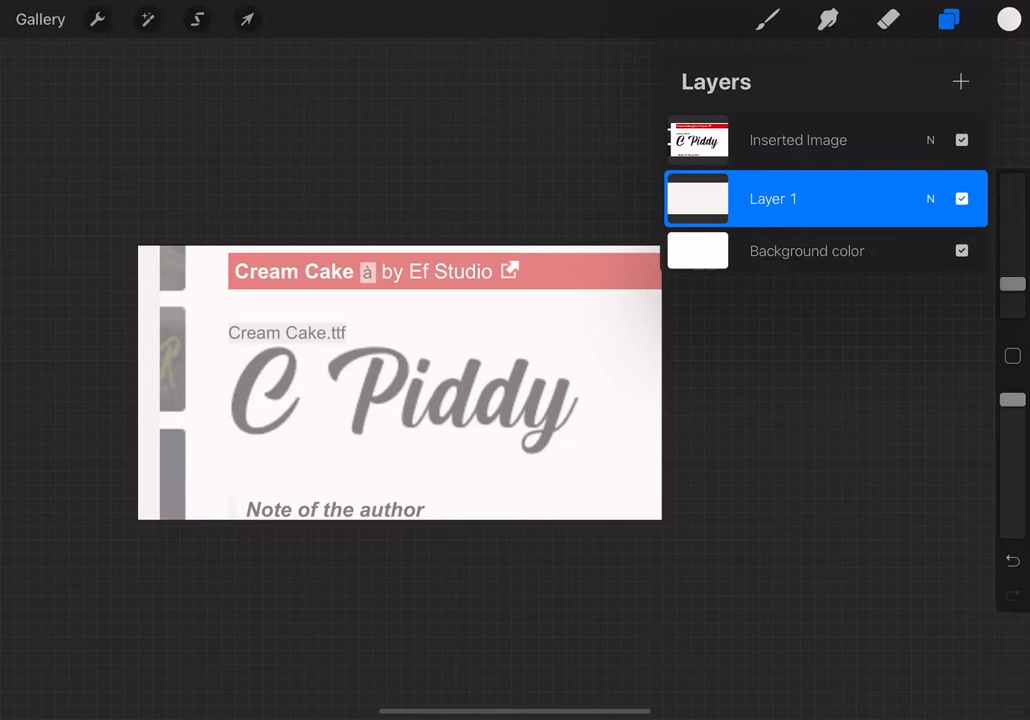 Gallery
Layers
Inserted Image N
Layer 1 N
Background color
Cream Cake à by Ef Studio
Cream Cake.ttf
C Piddy
Note of the author